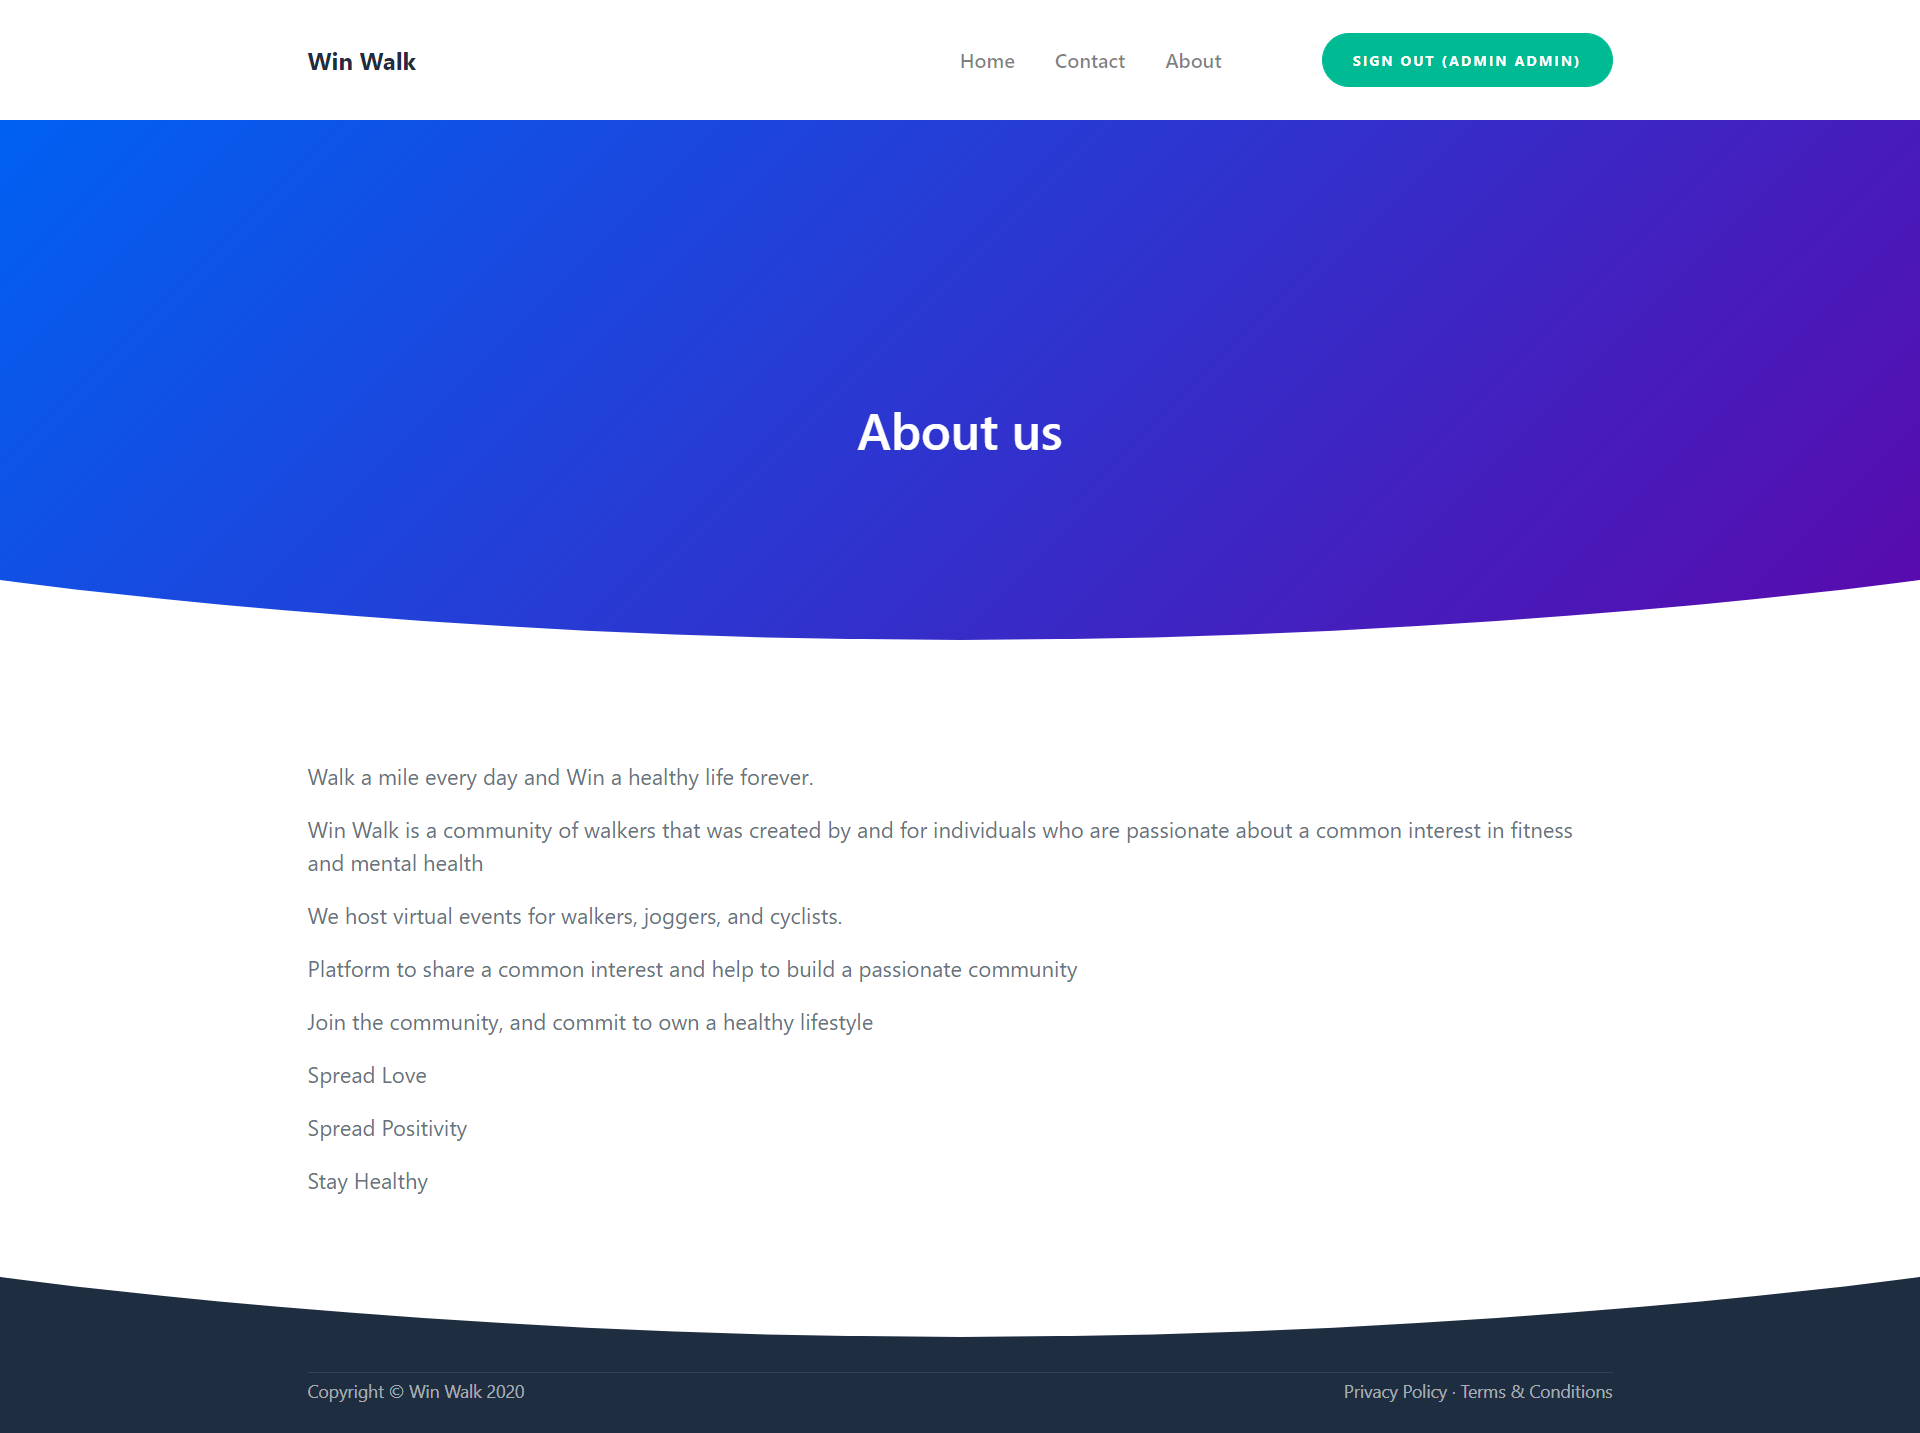 Win Walk
Home
Contact
About
SIGN OUT (ADMIN ADMIN)
About us
Walk a mile every day and Win a healthy life forever.
Win Walk is a community of walkers that was created by and for individuals who are passionate about a common interest in fitness
and mental health
We host virtual events for walkers, joggers, and cyclists.
Platform to share a common interest and help to build a passionate community
Join the community, and commit to own a healthy lifestyle
Spread Love
Spread Positivity
Stay Healthy
Copyright © Win Walk 2020
Privacy Policy · Terms & Conditions